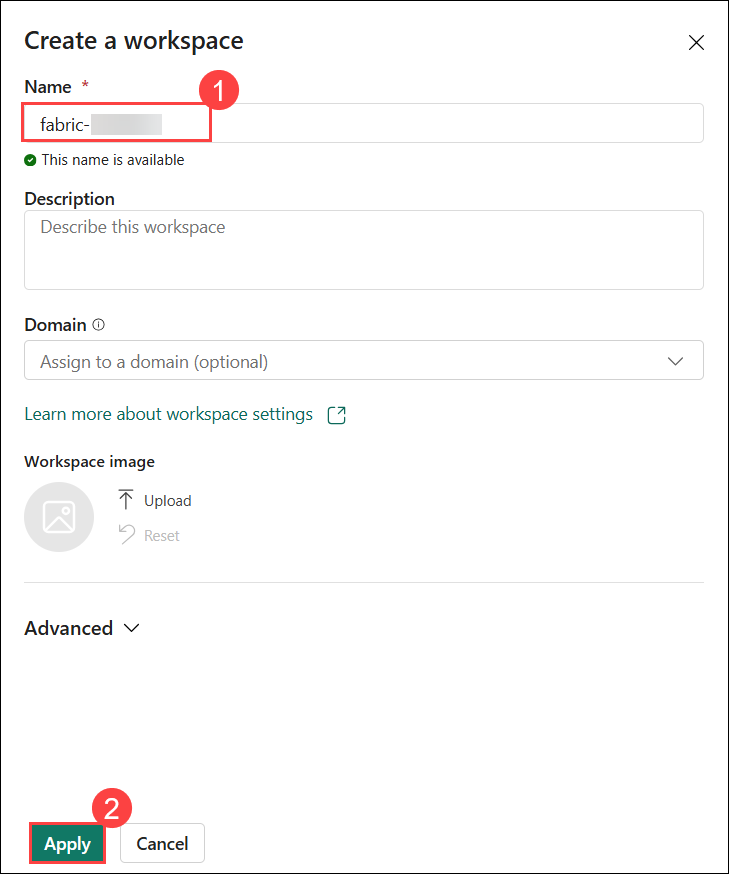 Create a workspace
Name *
1
fabric-
This name is available
Description
Describe this workspace
Domain
Assign to a domain (optional)
Learn more about workspace settings
Workspace image
Upload
Reset
Advanced
2
Apply Cancel